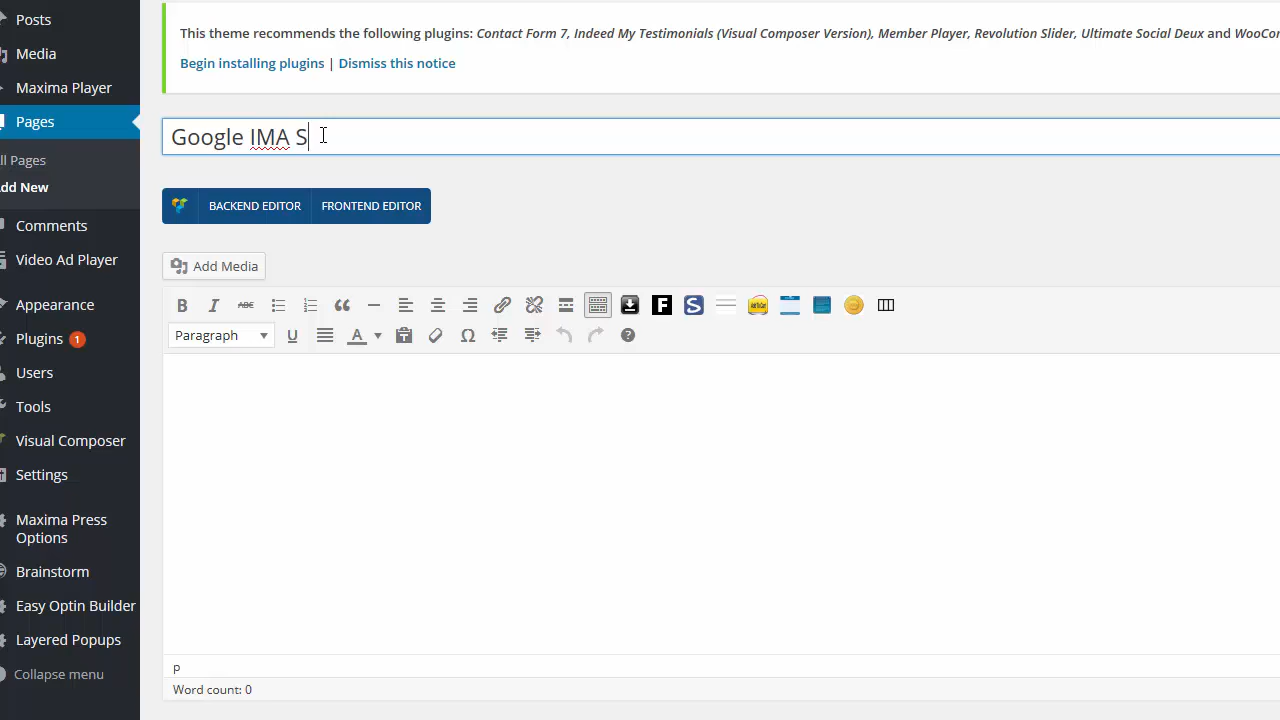 Posts
Media
Maxima Player
Pages
ll Pages
dd New
Comments
Video Ad Player
Appearance
Plugins 1
Users
Tools
Visual Composer
Settings
Maxima Press
Options
Brainstorm
Easy Optin Builder
Layered Popups
Collapse menu
This theme recommends the following plugins: Contact Form 7, Indeed My Testimonials (Visual Composer Version), Member Player, Revolution Slider, Ultimate Social Deux and WooCor
Begin installing plugins | Dismiss this notice
Google IMA S
BACKEND EDITOR FRONTEND EDITOR
Add Media
B I ABC F S
Paragraph U A Ω ?
p
Word count: 0